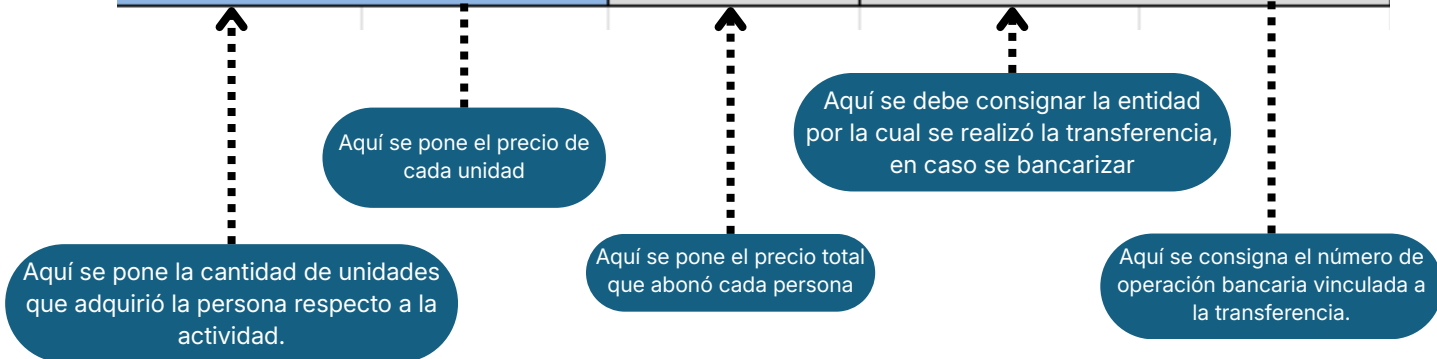 Aquí se pone el precio de
cada unidad
Aquí se debe consignar la entidad
por la cual se realizó la transferencia,
en caso se bancarizar
Aquí se pone la cantidad de unidades
que adquirió la persona respecto a la
actividad.
Aquí se pone el precio total
que abonó cada persona
Aquí se consigna el número de
operación bancaria vinculada a
la transferencia.